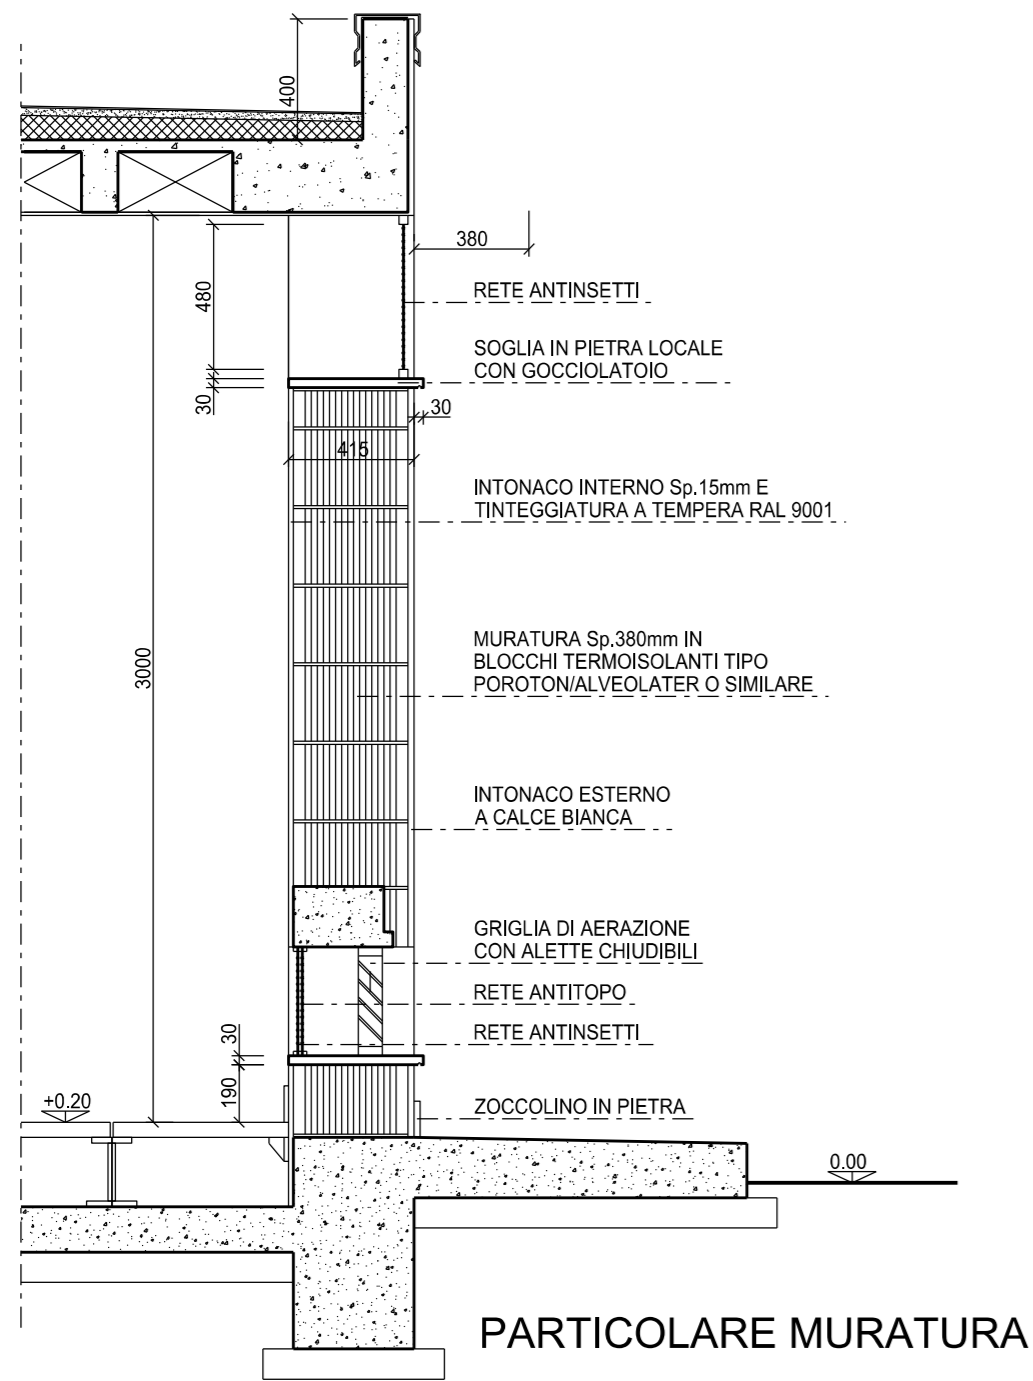 400
380
480
RETE ANTINSETTI
SOGLIA IN PIETRA LOCALE
CON GOCCIOLATOIO
30
30
415
INTONACO INTERNO Sp.15mm E
TINTEGGIATURA A TEMPERA RAL 9001
3000
MURATURA Sp.380mm IN
BLOCCHI TERMOISOLANTI TIPO
POROTON/ALVEOLATER O SIMILARE
INTONACO ESTERNO
A CALCE BIANCA
GRIGLIA DI AERAZIONE
CON ALETTE CHIUDIBILI
RETE ANTITOPO
RETE ANTINSETTI
30
190
+0.20
ZOCCOLINO IN PIETRA
0.00
PARTICOLARE MURATURA